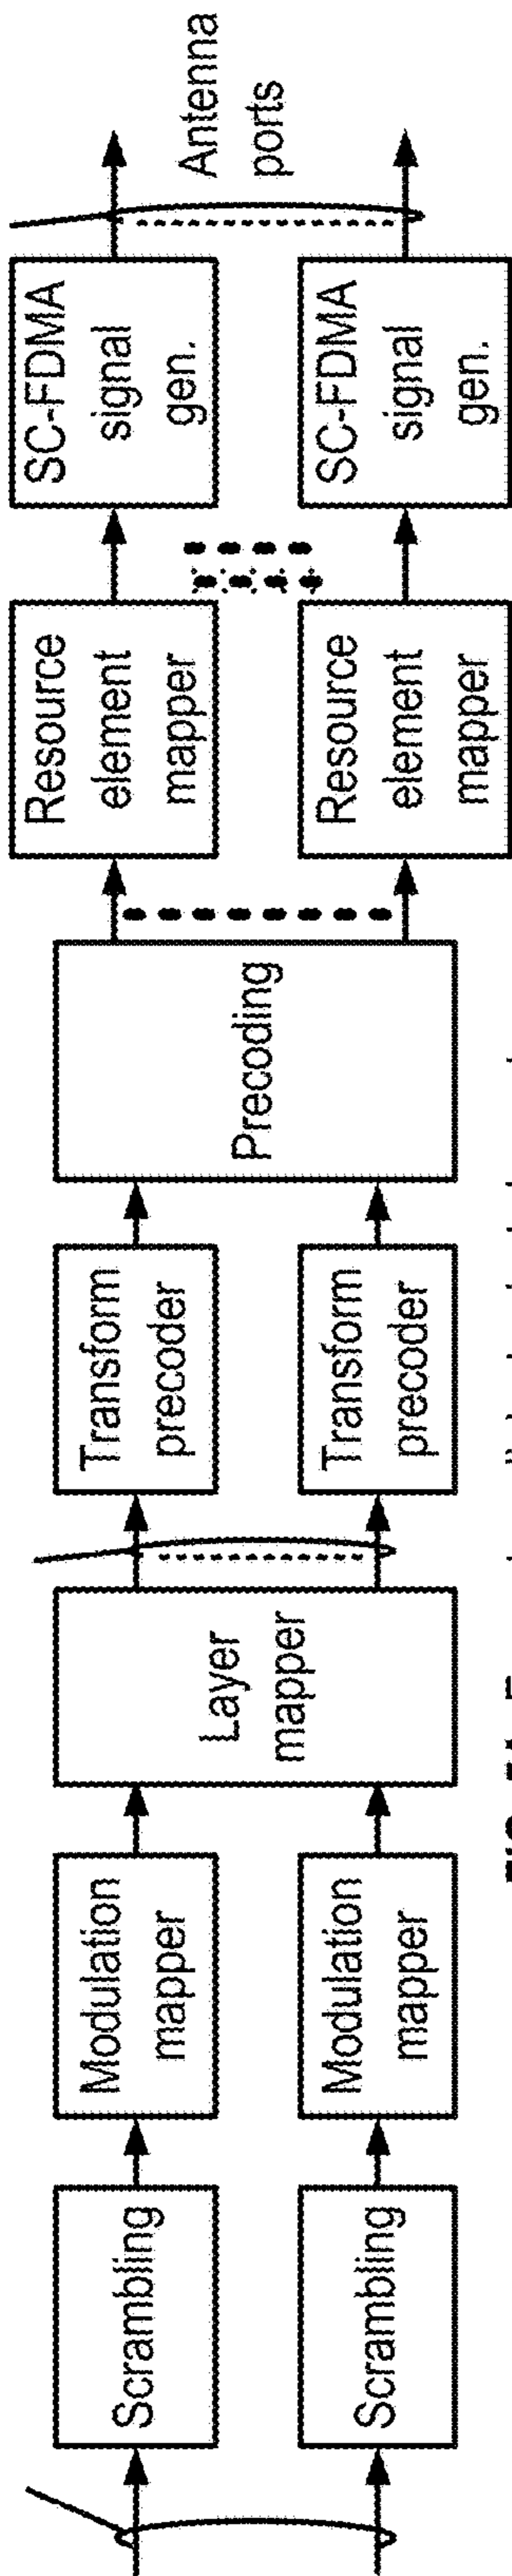 Scrambling
Modulation
mapper
Layer
mapper
Transform
precoder
Precoding
Resource
element
mapper
SC-FDMA
signal
gen.
Antenna
ports
Scrambling
Modulation
mapper
Transform
precoder
Resource
element
mapper
SC-FDMA
signal
gen.